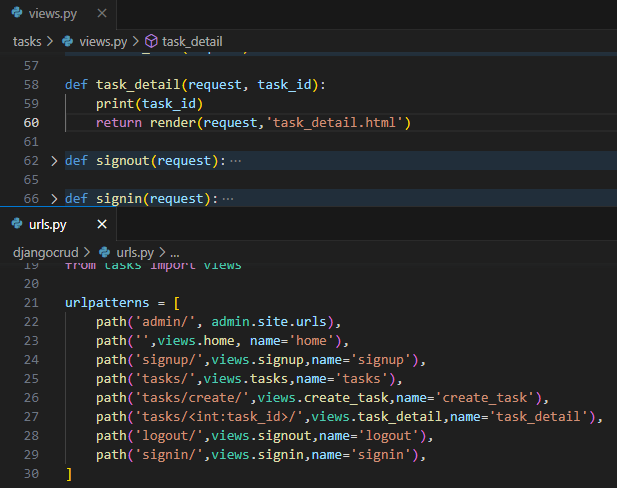 views.py ×
tasks > views.py > task_detail
57
58 def task_detail(request, task_id):
59     print(task_id)
60     return render(request,'task_detail.html')
61
62 > def signout(request):···
65
66 > def signin(request):···
urls.py ×
djangocrud > urls.py > ...
19 from tasks import views
20
21 urlpatterns = [
22     path('admin/', admin.site.urls),
23     path('',views.home, name='home'),
24     path('signup/',views.signup,name='signup'),
25     path('tasks/',views.tasks,name='tasks'),
26     path('tasks/create/',views.create_task,name='create_task'),
27     path('tasks/<int:task_id>/',views.task_detail,name='task_detail'),
28     path('logout/',views.signout,name='logout'),
29     path('signin/',views.signin,name='signin'),
30 ]